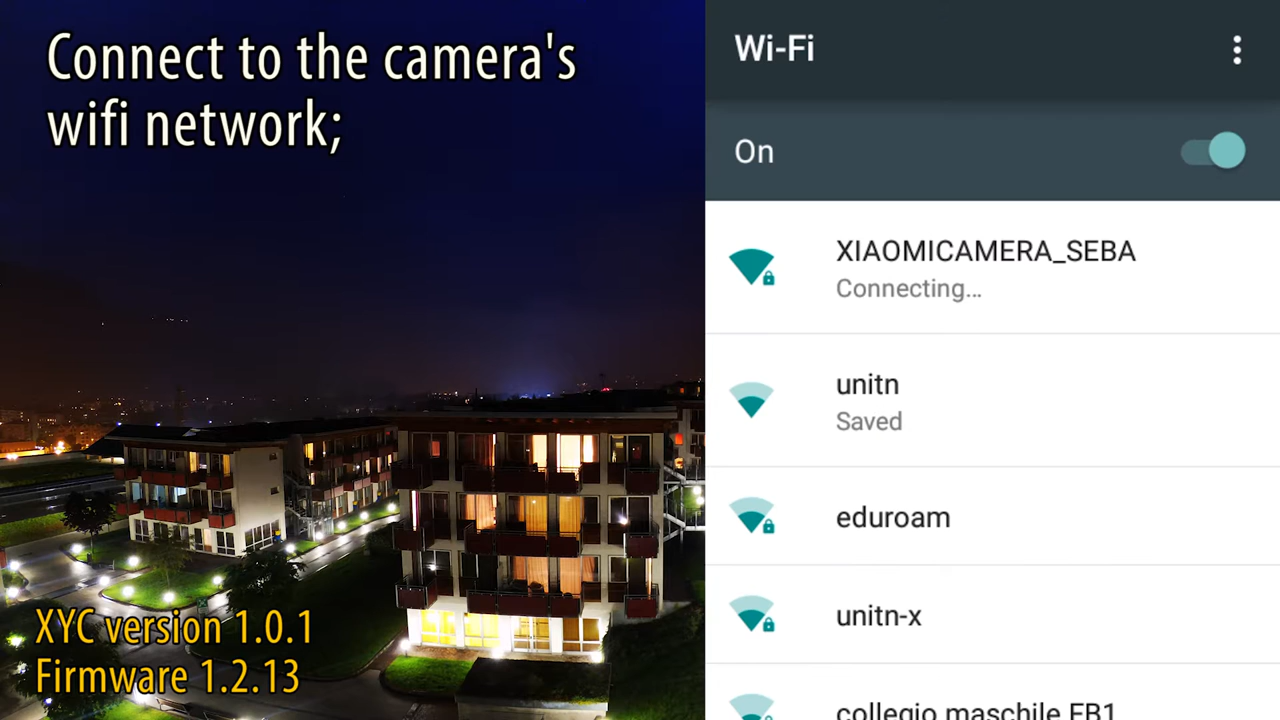 Connect to the camera's
wifi network;
XYC version 1.0.1
Firmware 1.2.13
Wi-Fi
On
XIAOMICAMERA_SEBA
Connecting...
unitn
Saved
eduroam
unitn-x
collegio maschile FB1